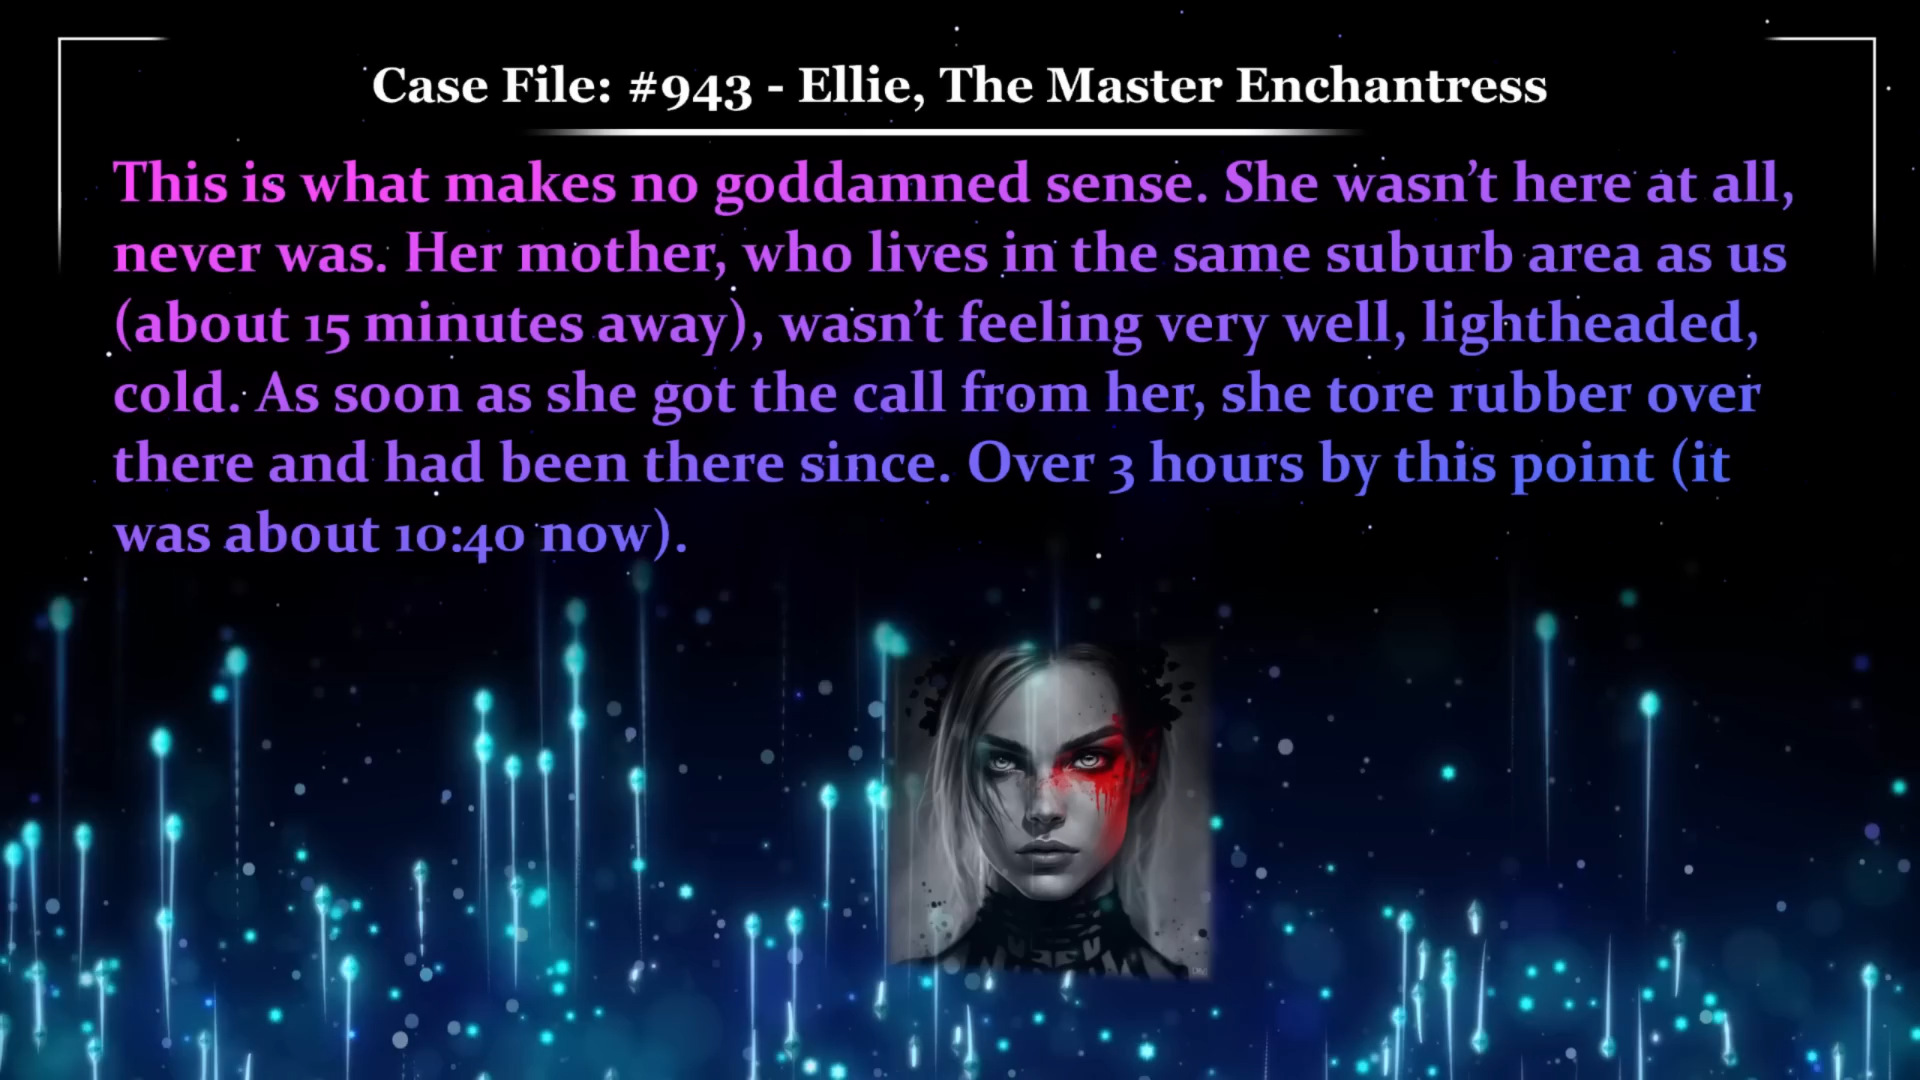 Case File: #943 - Ellie, The Master Enchantress
This is what makes no goddamned sense. She wasn’t here at all,
never was. Her mother, who lives in the same suburb area as us
(about 15 minutes away), wasn’t feeling very well, lightheaded,
cold. As soon as she got the call from her, she tore rubber over
there and had been there since. Over 3 hours by this point (it
was about 10:40 now).